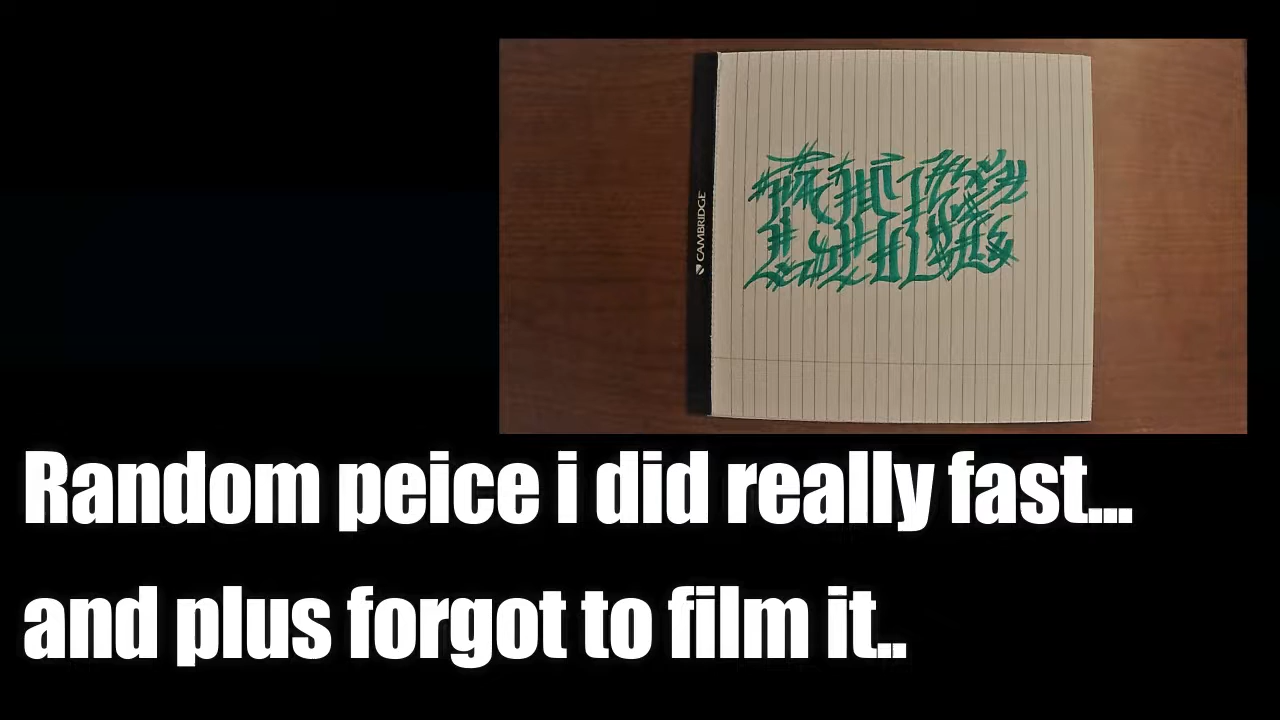 CAMBRIDGE
Random peice i did really fast...
and plus forgot to film it..